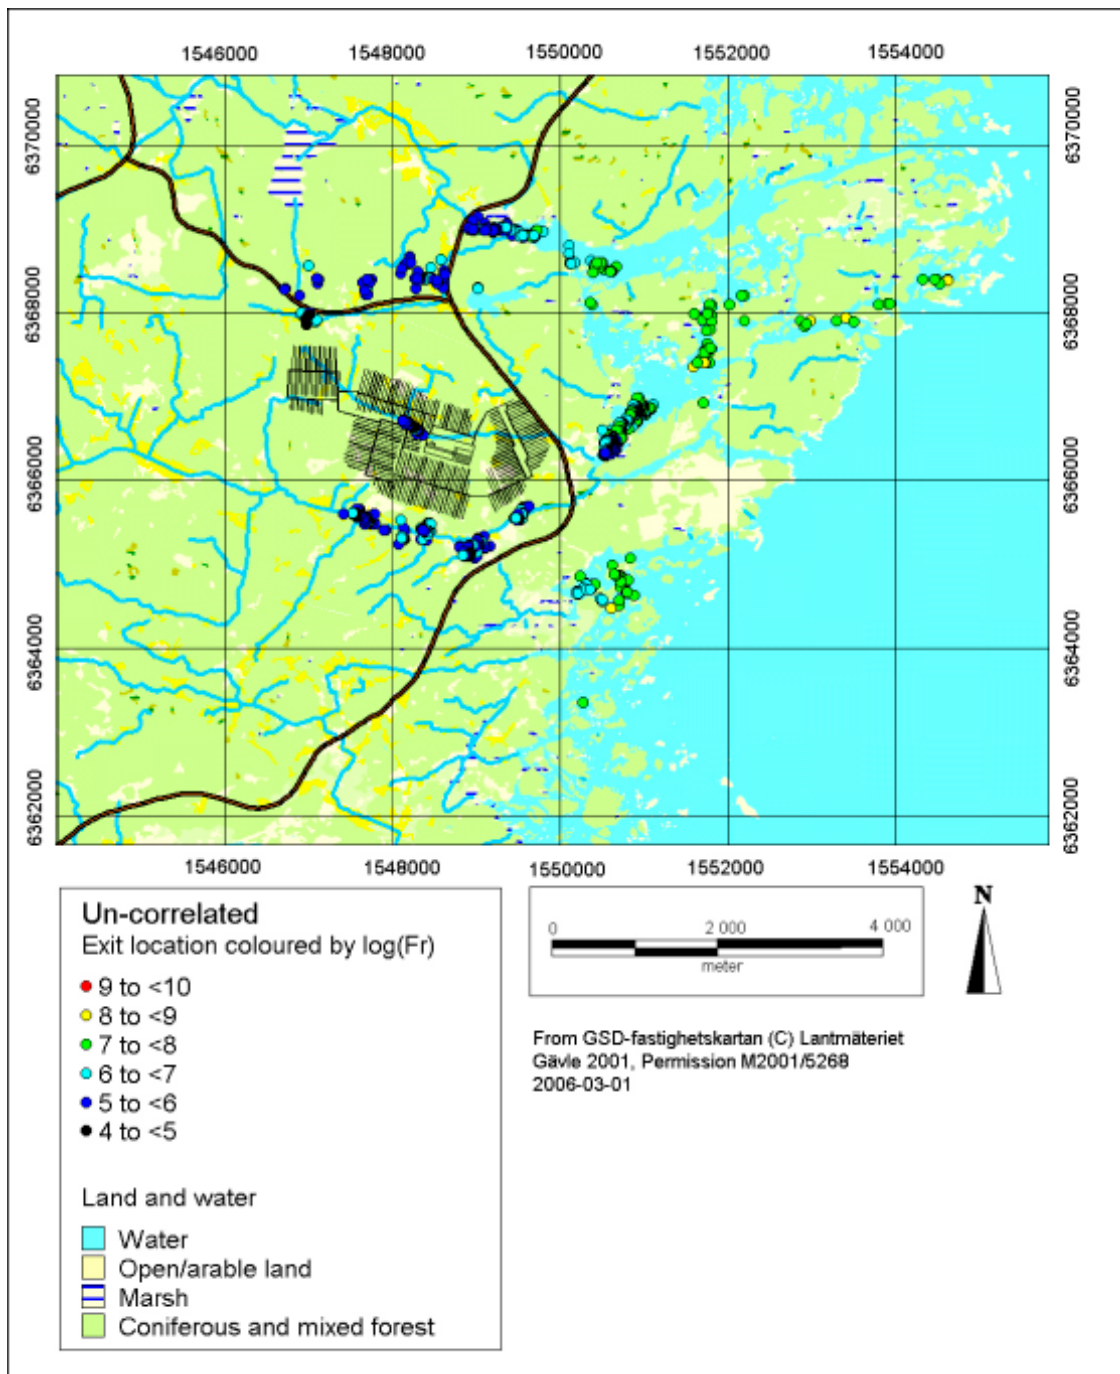 1546000 1548000 1550000 1552000 1554000
6370000 6370000
6368000 6368000
6366000 6366000
6364000 6364000
6362000 6362000
1546000 1548000 1550000 1552000 1554000
Un-correlated
Exit location coloured by log(Fr)
9 to <10
8 to <9
7 to <8
6 to <7
5 to <6
4 to <5
Land and water
Water
Open/arable land
Marsh
Coniferous and mixed forest
0 2 000 4 000
meter
N
From GSD-fastighetskartan (C) Lantmäteriet
Gävle 2001, Permission M2001/5268
2006-03-01